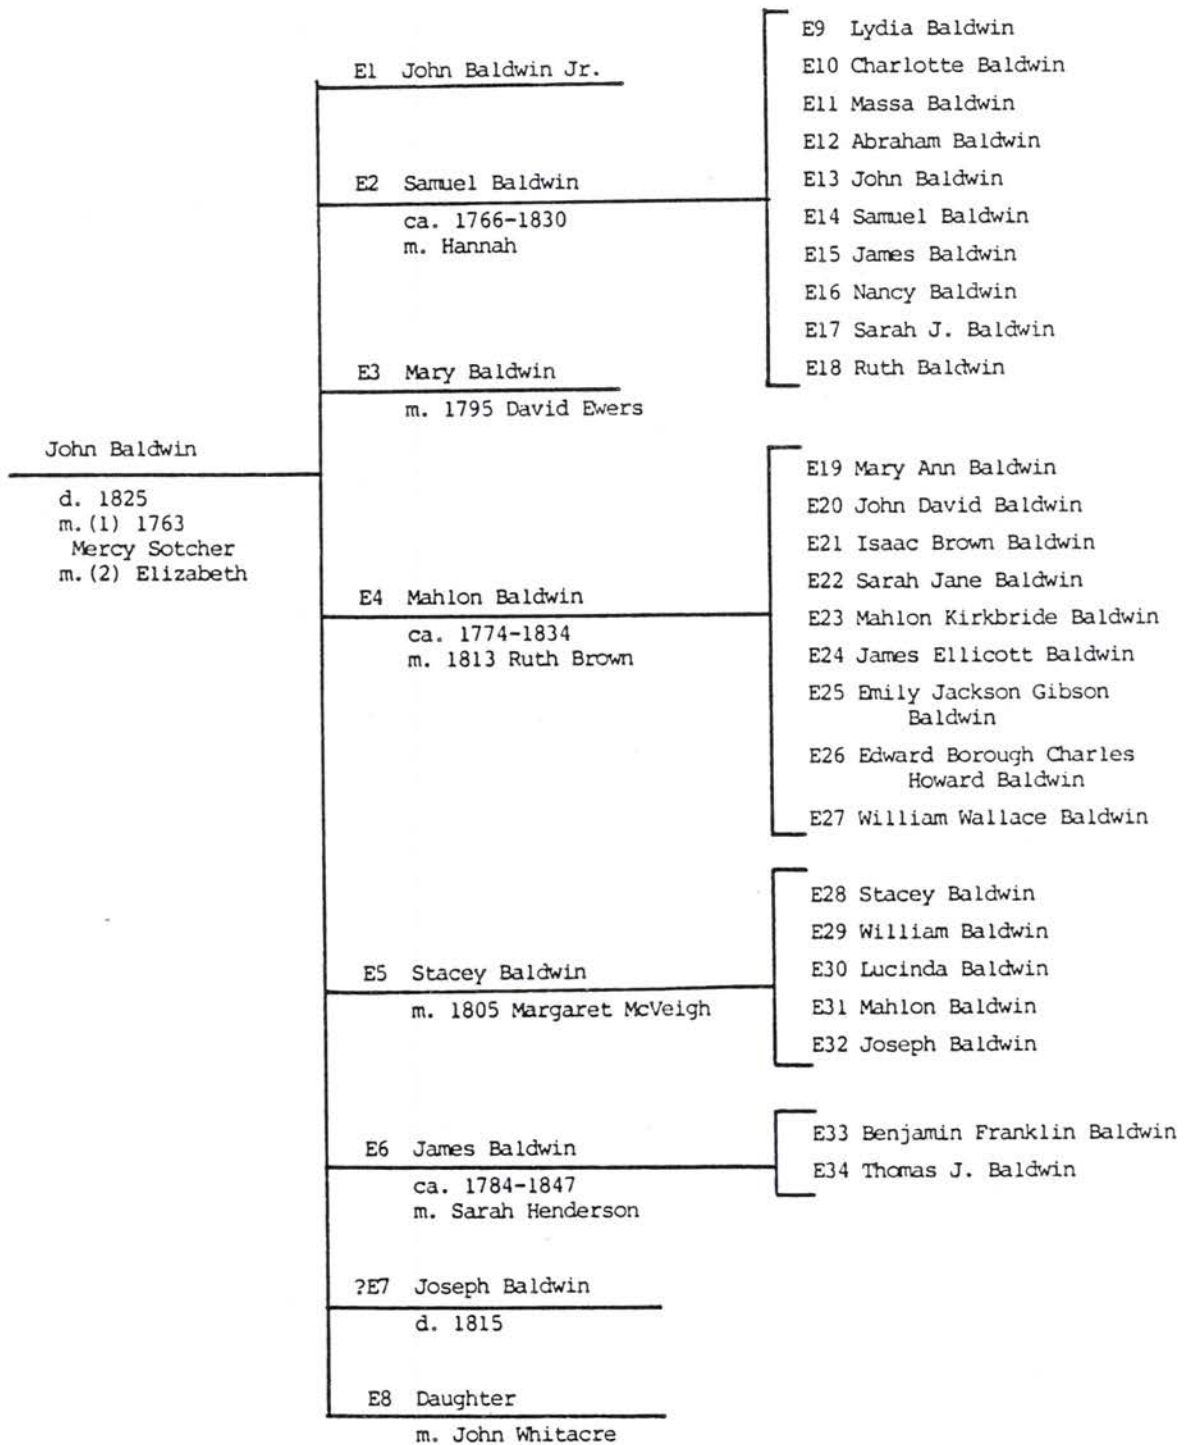 John Baldwin
d. 1825
m.(1) 1763
Mercy Sotcher
m.(2) Elizabeth
E1 John Baldwin Jr.
E2 Samuel Baldwin
ca. 1766-1830
m. Hannah
E9 Lydia Baldwin
E10 Charlotte Baldwin
E11 Massa Baldwin
E12 Abraham Baldwin
E13 John Baldwin
E14 Samuel Baldwin
E15 James Baldwin
E16 Nancy Baldwin
E17 Sarah J. Baldwin
E18 Ruth Baldwin
E3 Mary Baldwin
m. 1795 David Ewers
E4 Mahlon Baldwin
ca. 1774-1834
m. 1813 Ruth Brown
E19 Mary Ann Baldwin
E20 John David Baldwin
E21 Isaac Brown Baldwin
E22 Sarah Jane Baldwin
E23 Mahlon Kirkbride Baldwin
E24 James Ellicott Baldwin
E25 Emily Jackson Gibson
Baldwin
E26 Edward Borough Charles
Howard Baldwin
E27 William Wallace Baldwin
E5 Stacey Baldwin
m. 1805 Margaret McVeigh
E28 Stacey Baldwin
E29 William Baldwin
E30 Lucinda Baldwin
E31 Mahlon Baldwin
E32 Joseph Baldwin
E6 James Baldwin
ca. 1784-1847
m. Sarah Henderson
E33 Benjamin Franklin Baldwin
E34 Thomas J. Baldwin
?E7 Joseph Baldwin
d. 1815
E8 Daughter
m. John Whitacre